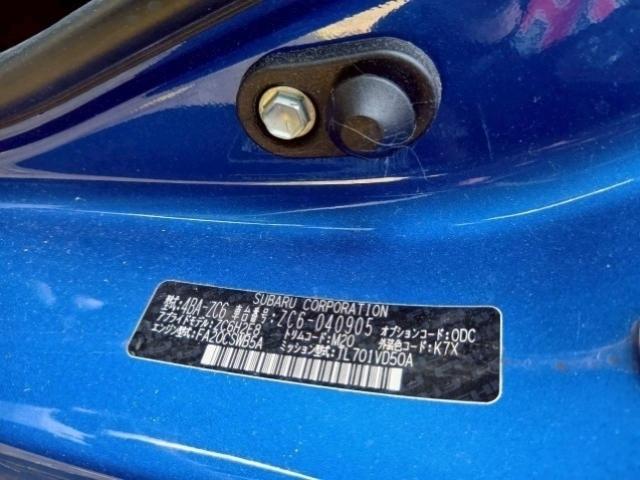 SUBARU CORPORATION
型式: 4BA-ZC6 車台番号: ZC6-040905 オプションコード: ODC
アプライドモデル: ZC6H2E8 トリムコード: M20 外装色コード: K7X
エンジン型式: FA20CSWB5A ミッション型式: TL701VD50A